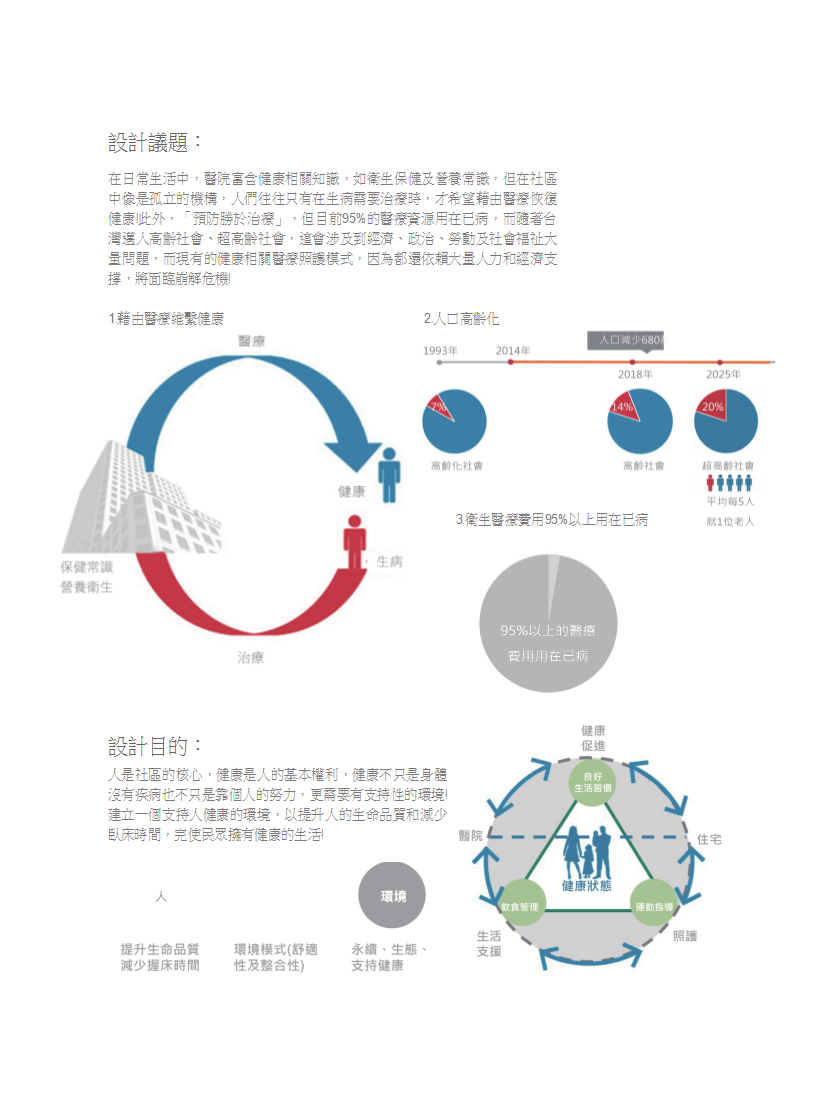 設計議題：
在日常生活中，醫院富含健康相關知識，如衛生保健及營養常識，但在社區
中像是孤立的機構，人們往往只有在生病需要治療時，才希望藉由醫療恢復
健康!此外，「預防勝於治療」，但目前95%的醫療資源用在已病，而隨著台
灣邁入高齡社會、超高齡社會，這會涉及到經濟、政治、勞動及社會福祉大
量問題，而現有的健康相關醫療照護模式，因為都還依賴大量人力和經濟支
撐，將面臨崩解危機!
1.藉由醫療維繫健康
醫療
健康
生病
保健常識
營養衛生
治療
2.人口高齡化
人口減少680
1993年
2014年
2018年
2025年
7%
14%
20%
高齡化社會
高齡社會
超高齡社會
平均每5人
就1位老人
3.衛生醫療費用95%以上用在已病
95%以上的醫療
費用用在已病
設計目的：
人是社區的核心，健康是人的基本權利，健康不只是身體
沒有疾病也不只是靠個人的努力，更需要有支持性的環境!
建立一個支持人健康的環境，以提升人的生命品質和減少
臥床時間，完使民眾擁有健康的生活!
人
環境
提升生命品質
減少握床時間
環境模式(舒適
性及整合性)
永續、生態、
支持健康
健康
促進
良好
生活習慣
醫院
住宅
健康狀態
飲食管理
運動指導
生活
支援
照護